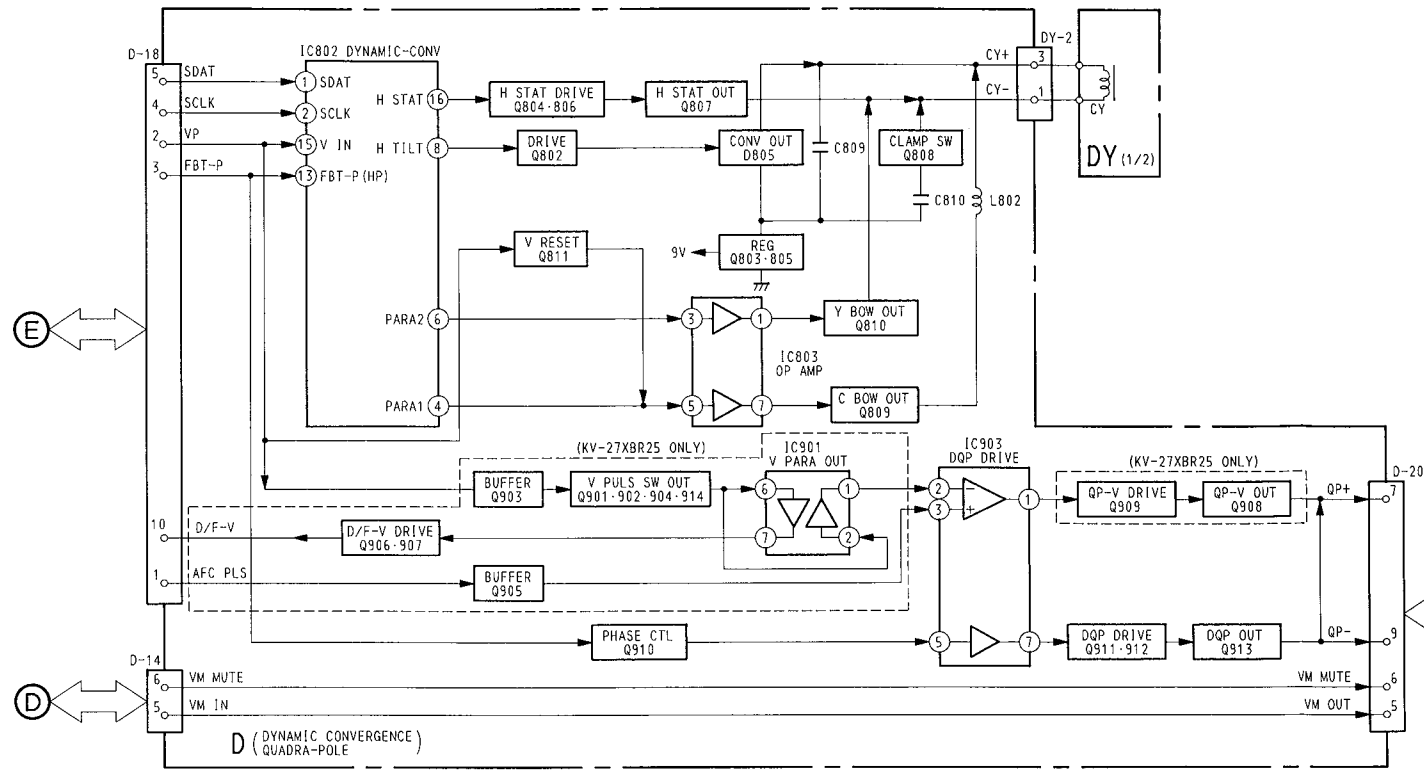 D-18
IC802 DYNAMIC-CONV
DY-2
5 SDAT
1 SDAT
4 SCLK
2 SCLK
2 VP
15 V IN
3 FBT-P
13 FBT-P(HP)
H STAT 16
H TILT 8
PARA2 6
PARA1 4
H STAT DRIVE
Q804·806
H STAT OUT
Q807
DRIVE
Q802
CONV OUT
D805
C809
CLAMP SW
Q808
C810
L802
CY+
3
CY-
1
CY
DY (1/2)
V RESET
Q811
9V
REG
Q803·805
3
1
5
7
IC803
OP AMP
Y BOW OUT
Q810
C BOW OUT
Q809
E
(KV-27XBR25 ONLY)
IC901
V PARA OUT
BUFFER
Q903
V PULS SW OUT
Q901·902·904·914
6
1
7
2
10 D/F-V
D/F-V DRIVE
Q906·907
1 AFC PLS
BUFFER
Q905
IC903
DQP DRIVE
2
-
3
+
1
5
7
(KV-27XBR25 ONLY)
QP-V DRIVE
Q909
QP-V OUT
Q908
D-20
QP+
7
PHASE CTL
Q910
DQP DRIVE
Q911·912
DQP OUT
Q913
QP-
9
D-14
D
6 VM MUTE
VM MUTE
6
5 VM IN
VM OUT
5
D (DYNAMIC CONVERGENCE
QUADRA-POLE)